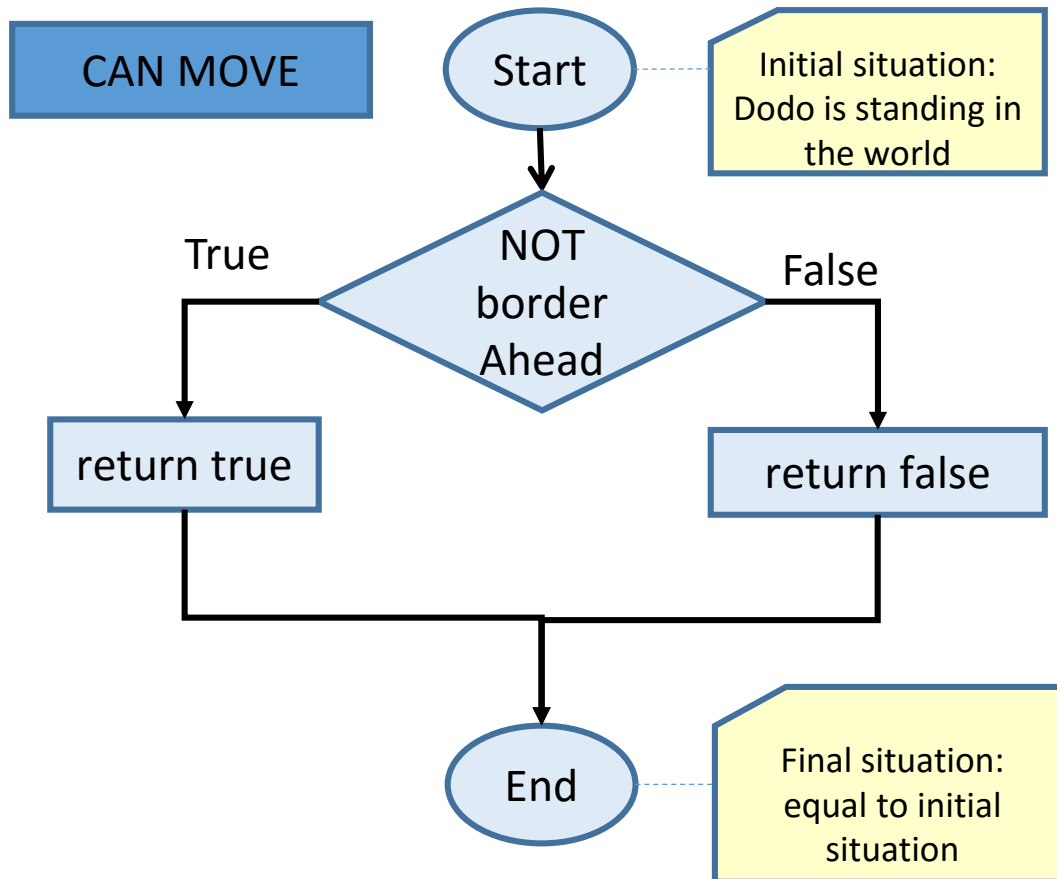 CAN MOVE
Start
Initial situation:
Dodo is standing in
the world
True
NOT
border
Ahead
False
return true
return false
End
Final situation:
equal to initial
situation